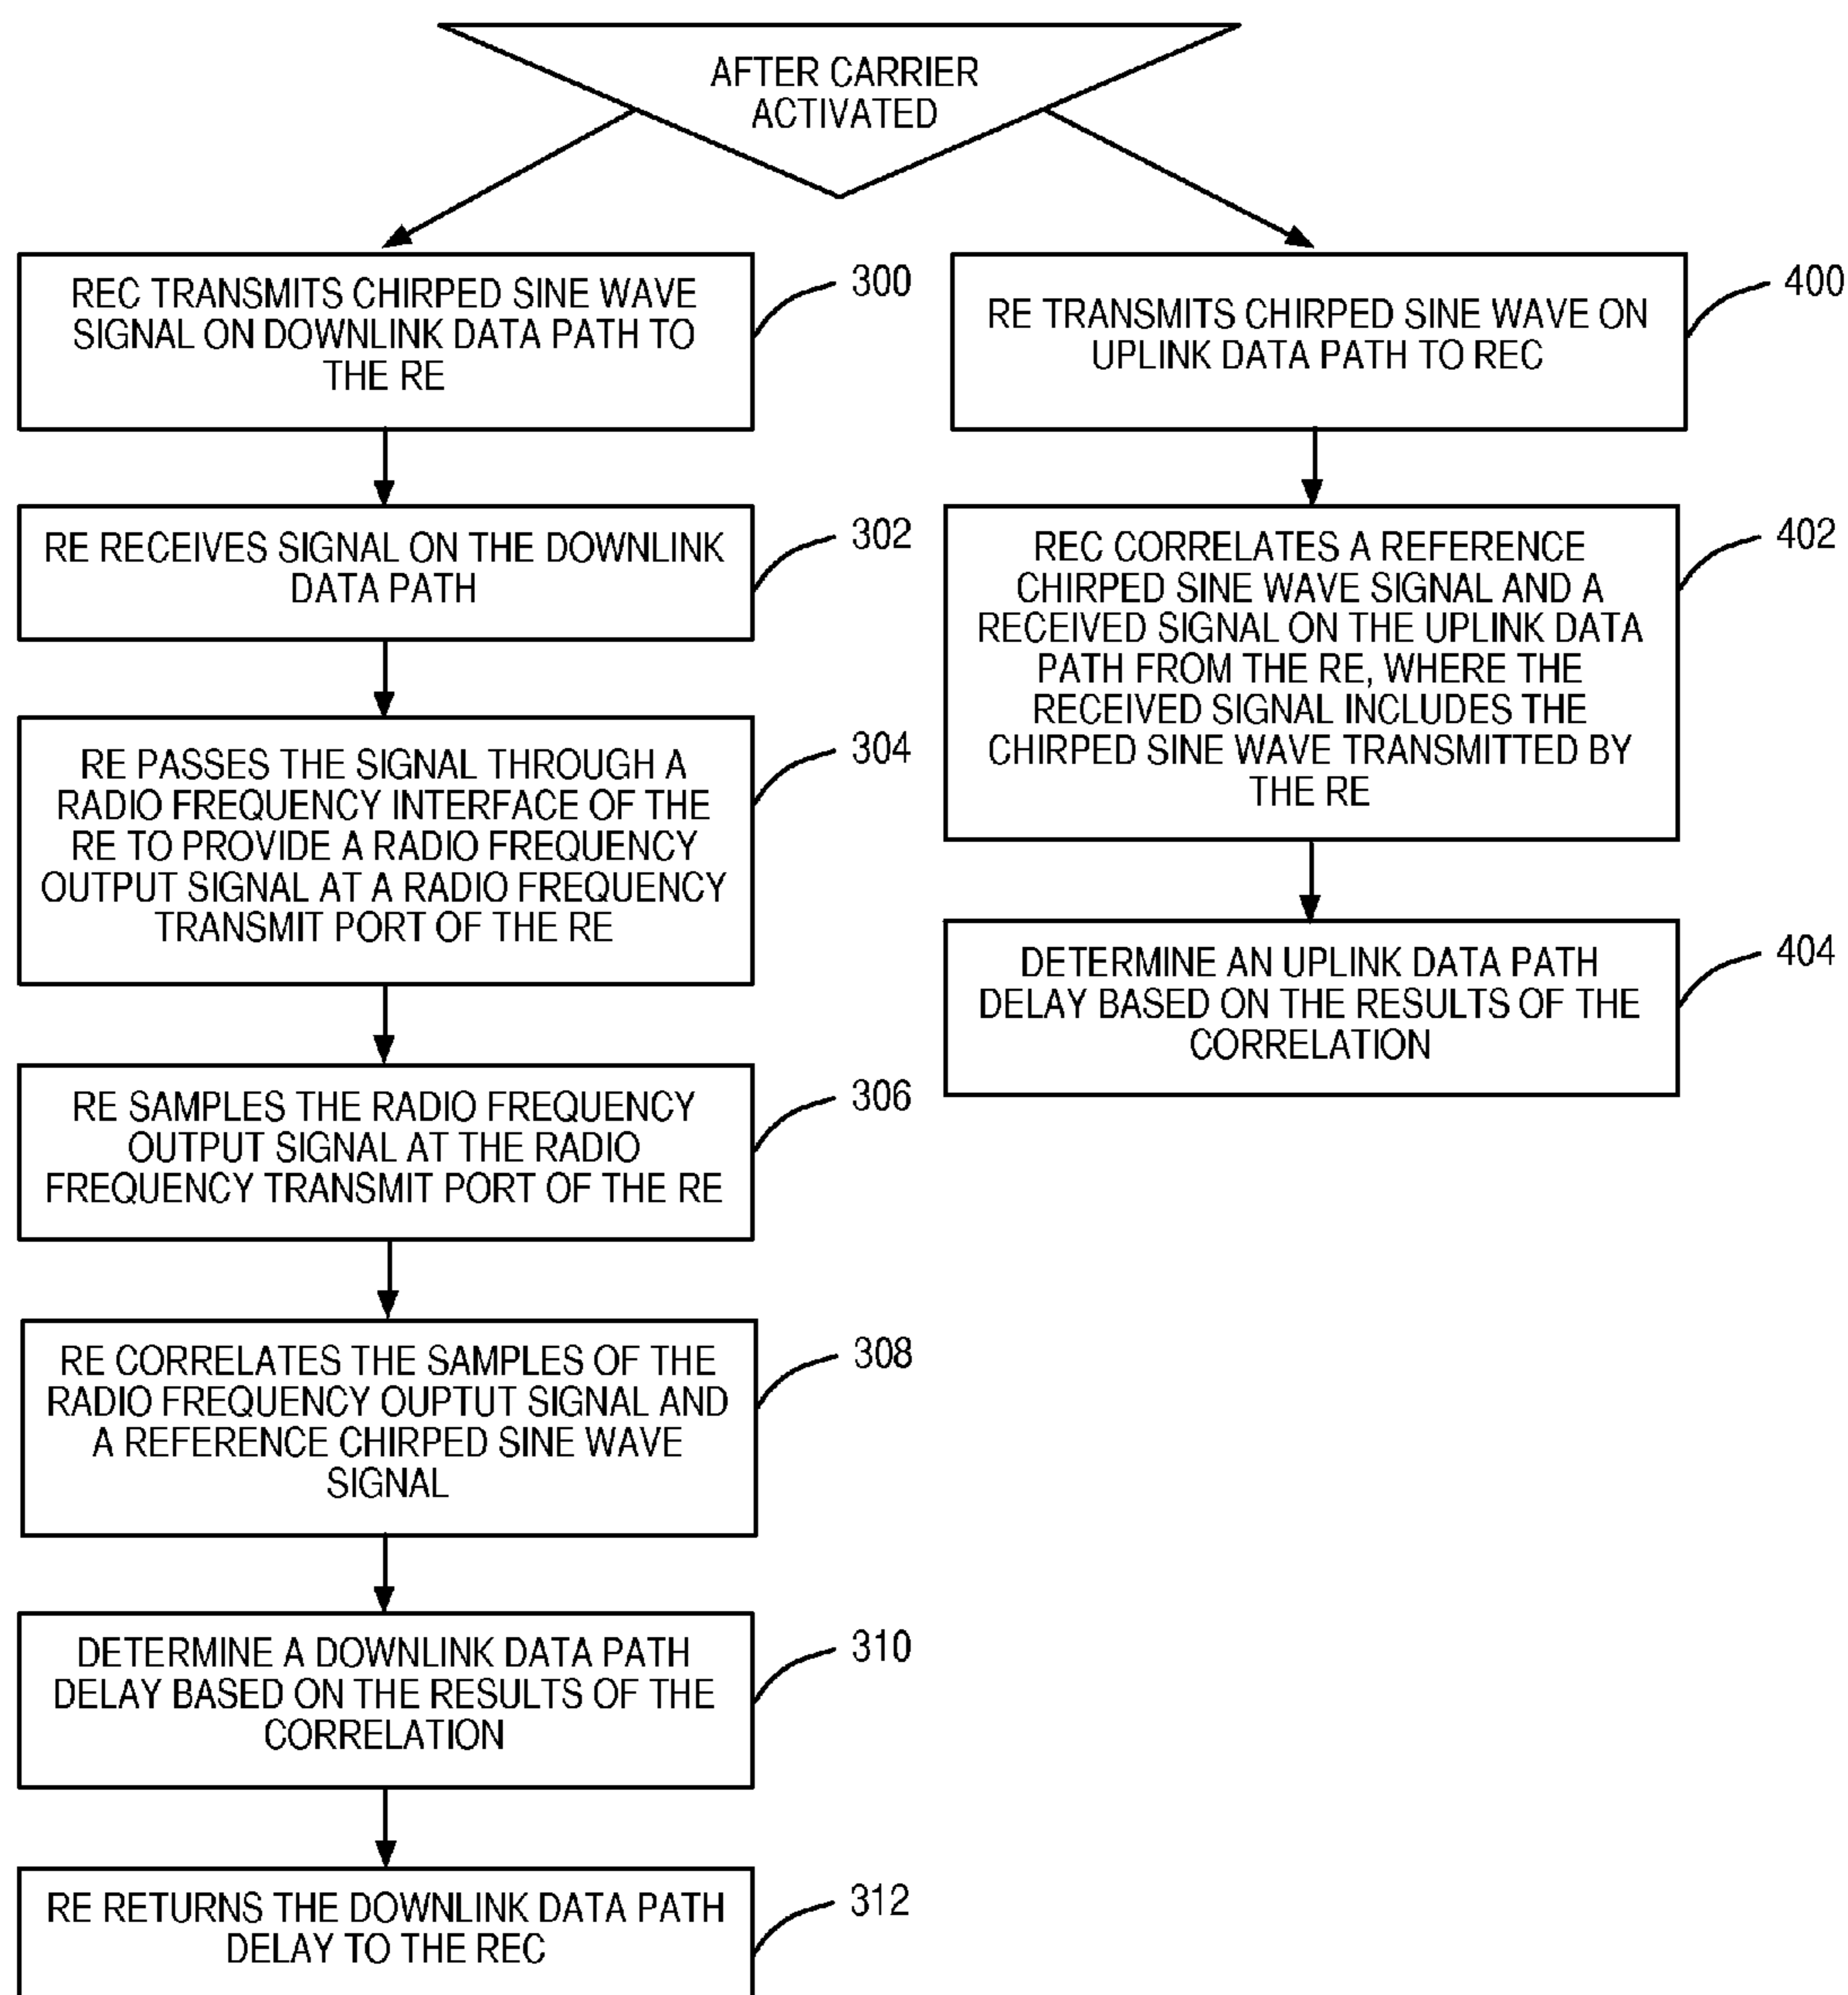 AFTER CARRIER
ACTIVATED
REC TRANSMITS CHIRPED SINE WAVE
SIGNAL ON DOWNLINK DATA PATH TO
THE RE
300
RE RECEIVES SIGNAL ON THE DOWNLINK
DATA PATH
302
RE PASSES THE SIGNAL THROUGH A
RADIO FREQUENCY INTERFACE OF THE
RE TO PROVIDE A RADIO FREQUENCY
OUTPUT SIGNAL AT A RADIO FREQUENCY
TRANSMIT PORT OF THE RE
304
RE SAMPLES THE RADIO FREQUENCY
OUTPUT SIGNAL AT THE RADIO
FREQUENCY TRANSMIT PORT OF THE RE
306
RE CORRELATES THE SAMPLES OF THE
RADIO FREQUENCY OUPTUT SIGNAL AND
A REFERENCE CHIRPED SINE WAVE
SIGNAL
308
DETERMINE A DOWNLINK DATA PATH
DELAY BASED ON THE RESULTS OF THE
CORRELATION
310
RE RETURNS THE DOWNLINK DATA PATH
DELAY TO THE REC
312
RE TRANSMITS CHIRPED SINE WAVE ON
UPLINK DATA PATH TO REC
400
REC CORRELATES A REFERENCE
CHIRPED SINE WAVE SIGNAL AND A
RECEIVED SIGNAL ON THE UPLINK DATA
PATH FROM THE RE, WHERE THE
RECEIVED SIGNAL INCLUDES THE
CHIRPED SINE WAVE TRANSMITTED BY
THE RE
402
DETERMINE AN UPLINK DATA PATH
DELAY BASED ON THE RESULTS OF THE
CORRELATION
404